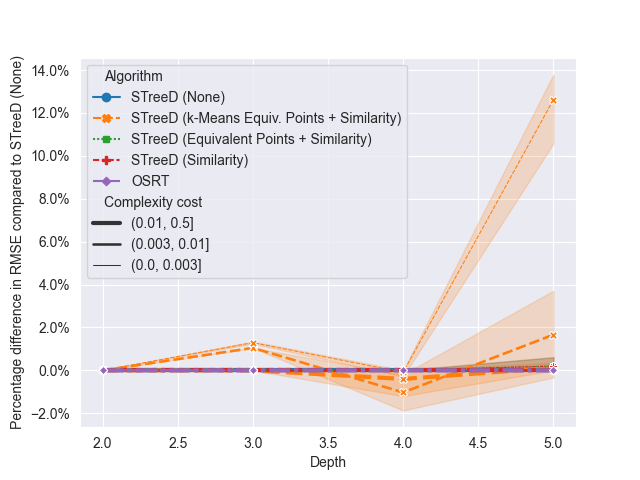 Percentage difference in RMSE compared to STreeD (None)
14.0%
12.0%
10.0%
8.0%
6.0%
4.0%
2.0%
0.0%
−2.0%
Algorithm
STreeD (None)
STreeD (k-Means Equiv. Points + Similarity)
STreeD (Equivalent Points + Similarity)
STreeD (Similarity)
OSRT
Complexity cost
(0.01, 0.5]
(0.003, 0.01]
(0.0, 0.003]
2.0 2.5 3.0 3.5 4.0 4.5 5.0
Depth